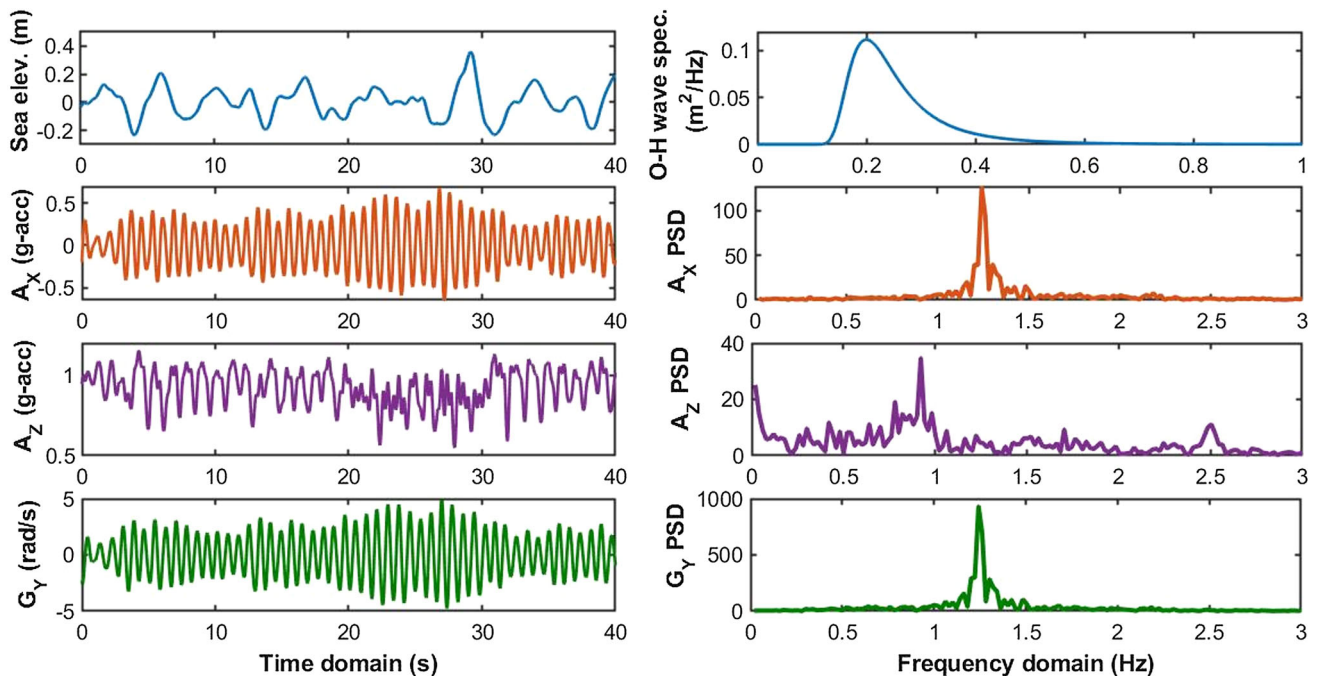 Sea elev. (m)
0.4
0.2
0
-0.2
0 10 20 30 40
O-H wave spec.
(m²/Hz)
0.1
0.05
0
0 0.2 0.4 0.6 0.8 1
A_X (g-acc)
0.5
0
-0.5
0 10 20 30 40
A_X PSD
100
50
0
0 0.5 1 1.5 2 2.5 3
A_Z (g-acc)
1
0.5
0 10 20 30 40
A_Z PSD
40
20
0
0 0.5 1 1.5 2 2.5 3
G_Y (rad/s)
5
0
-5
0 10 20 30 40
Time domain (s)
G_Y PSD
1000
500
0
0 0.5 1 1.5 2 2.5 3
Frequency domain (Hz)